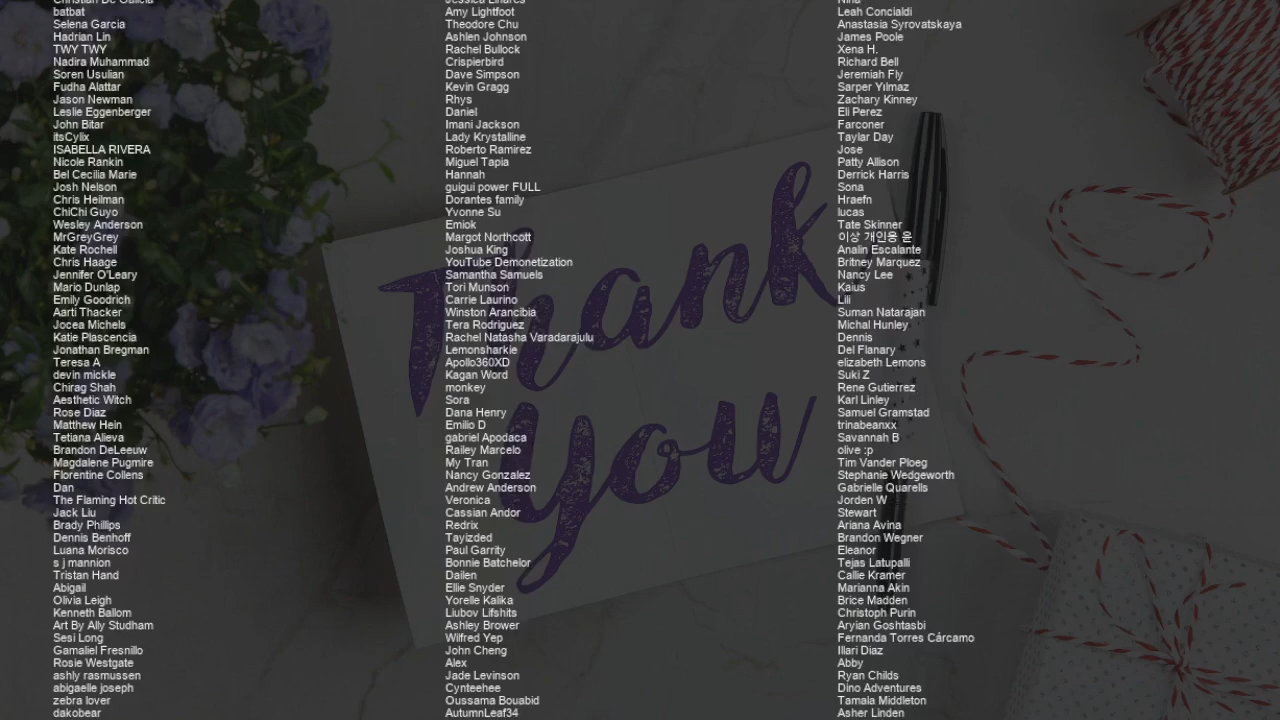 batbat
Selena Garcia
Hadrian Lin
TWY TWY
Nadira Muhammad
Soren Usulian
Fudha Alattar
Jason Newman
Leslie Eggenberger
John Bitar
itsCylix
ISABELLA RIVERA
Nicole Rankin
Bel Cecilia Marie
Josh Nelson
Chris Heilman
ChiChi Guyo
Wesley Anderson
MrGreyGrey
Kate Rochell
Chris Haage
Jennifer O'Leary
Mario Dunlap
Emily Goodrich
Aarti Thacker
Jocea Michels
Katie Plascencia
Jonathan Bregman
Teresa A
devin mickle
Chirag Shah
Aesthetic Witch
Rose Diaz
Matthew Hein
Tetiana Alieva
Brandon DeLeeuw
Magdalene Pugmire
Florentine Collens
Dan
The Flaming Hot Critic
Jack Liu
Brady Phillips
Dennis Benhoff
Luana Morisco
s j mannion
Tristan Hand
Abigail
Olivia Leigh
Kenneth Ballom
Art By Ally Studham
Sesi Long
Gamaliel Fresnillo
Rosie Westgate
ashly rasmussen
abigaelle joseph
zebra lover
dakobear
Amy Lightfoot
Theodore Chu
Ashlen Johnson
Rachel Bullock
Crispierbird
Dave Simpson
Kevin Gragg
Rhys
Daniel
Imani Jackson
Lady Krystalline
Roberto Ramirez
Miguel Tapia
Hannah
guigui power FULL
Dorantes family
Yvonne Su
Emiok
Margot Northcott
Joshua King
YouTube Demonetization
Samantha Samuels
Tori Munson
Carrie Laurino
Winston Arancibia
Tera Rodriguez
Rachel Natasha Varadarajulu
Lemonsharkie
Apollo360XD
Kagan Word
monkey
Sora
Dana Henry
Emilio D
gabriel Apodaca
Railey Marcelo
My Tran
Nancy Gonzalez
Andrew Anderson
Veronica
Cassian Andor
Redrix
Tayizded
Paul Garrity
Bonnie Batchelor
Dailen
Ellie Snyder
Yorelle Kalika
Liubov Lifshits
Ashley Brower
Wilfred Yep
John Cheng
Alex
Jade Levinson
Cynteehee
Oussama Bouabid
AutumnLeaf34
Leah Concialdi
Anastasia Syrovatskaya
James Poole
Xena H.
Richard Bell
Jeremiah Fly
Sarper Yılmaz
Zachary Kinney
Eli Perez
Farconer
Taylar Day
Jose
Patty Allison
Derrick Harris
Sona
Hraefn
lucas
Tate Skinner
이상 개인용 윤
Analin Escalante
Britney Marquez
Nancy Lee
Kaius
Lili
Suman Natarajan
Michal Hunley
Dennis
Del Flanary
elizabeth Lemons
Suki Z
Rene Gutierrez
Karl Linley
Samuel Gramstad
trinabeanxx
Savannah B
olive :p
Tim Vander Ploeg
Stephanie Wedgeworth
Gabrielle Quarells
Jorden W
Stewart
Ariana Avina
Brandon Wegner
Eleanor
Tejas Latupalli
Callie Kramer
Marianna Akin
Brice Madden
Christoph Purin
Aryian Goshtasbi
Fernanda Torres Cárcamo
Illari Diaz
Abby
Ryan Childs
Dino Adventures
Tamala Middleton
Asher Linden
Thank
you